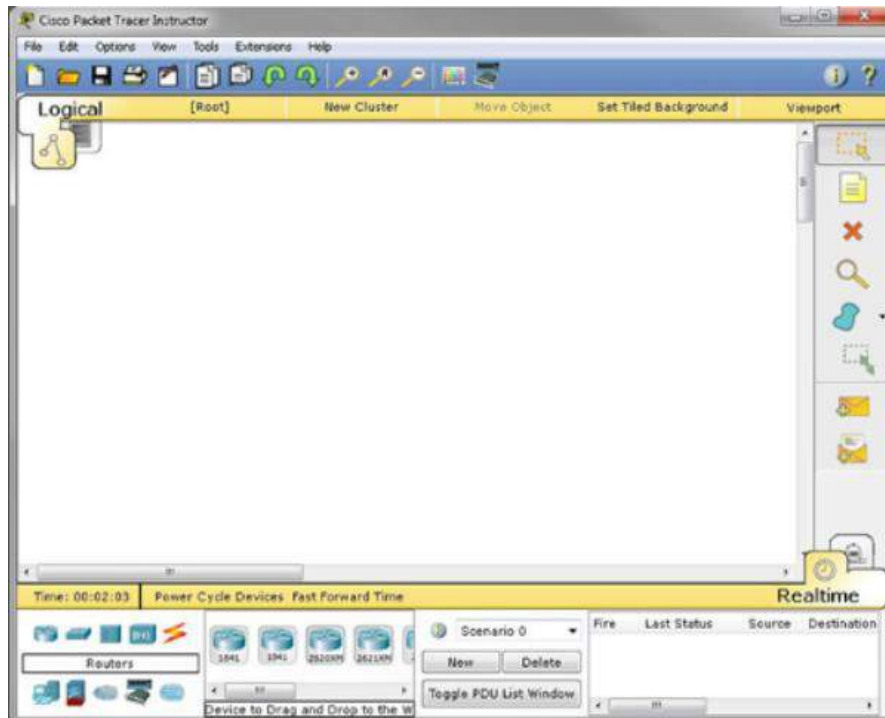 Cisco Packet Tracer Instructor
File Edit Options View Tools Extensions Help
Logical [Root] New Cluster Move Object Set Tiled Background Viewport
Time: 00:02:03 Power Cycle Devices Fast Forward Time Realtime
Routers
1841 2620XM 2621XM
Device to Drag and Drop to the W
Scenario 0
New Delete
Toggle PDU List Window
Fire Last Status Source Destination